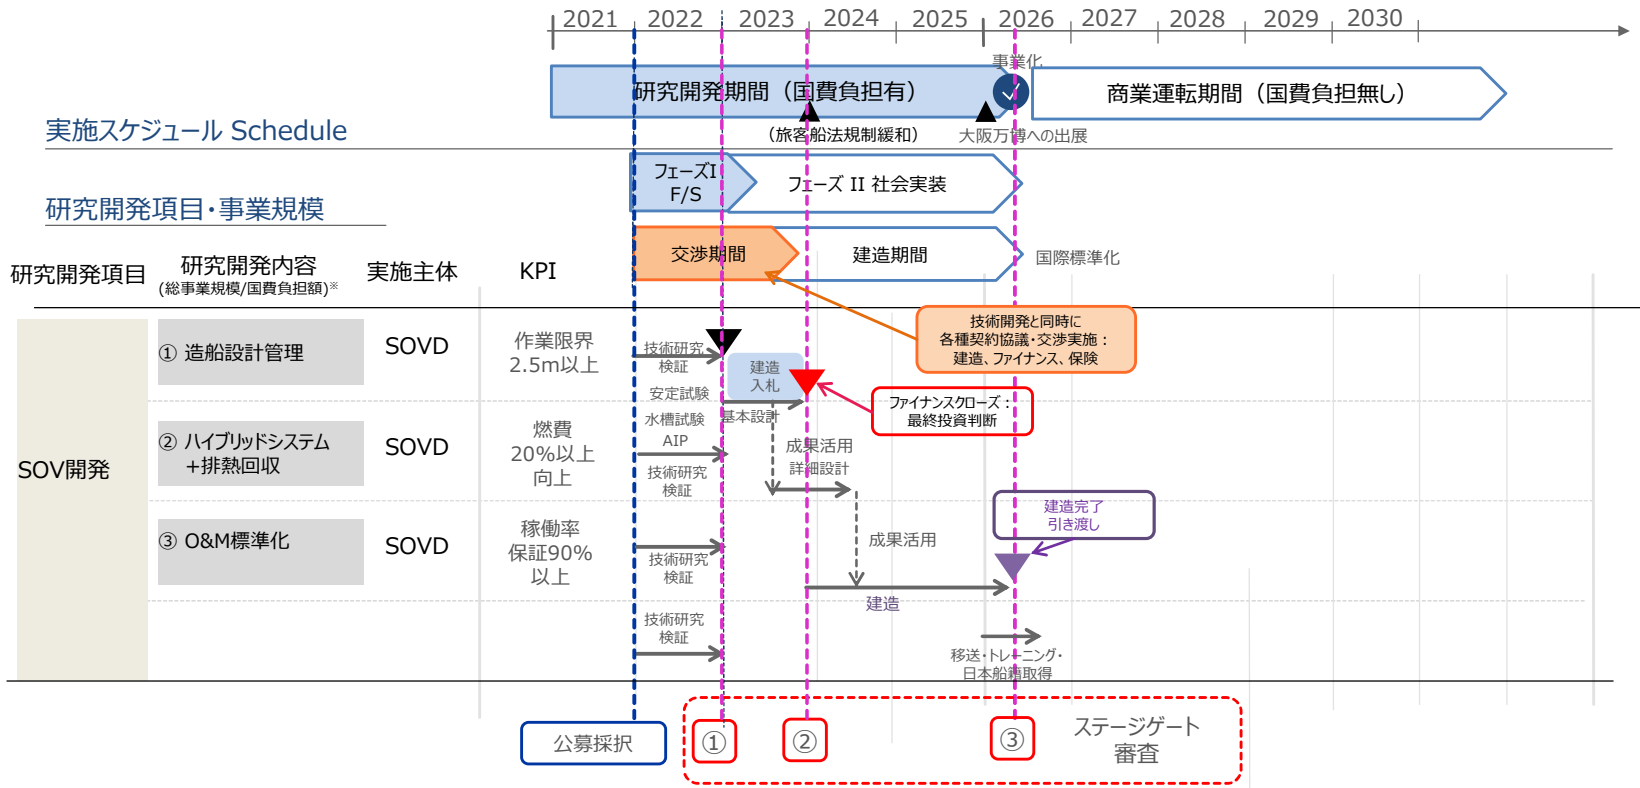 2021 2022 2023 2024 2025 2026 2027 2028 2029 2030
事業化
研究開発期間（国費負担有）
商業運転期間（国費負担無し）
実施スケジュール Schedule
（旅客船法規制緩和）
大阪万博への出展
フェーズI
F/S
フェーズ II 社会実装
研究開発項目・事業規模
交渉期間
建造期間
国際標準化
研究開発項目
研究開発内容
(総事業規模/国費負担額)※
実施主体
KPI
技術開発と同時に
各種契約協議・交渉実施：
建造、ファイナンス、保険
SOV開発
① 造船設計管理
SOVD
作業限界
2.5m以上
技術研究
検証
建造
入札
安定試験
基本設計
ファイナンスクローズ：
最終投資判断
② ハイブリッドシステム
+排熱回収
SOVD
燃費
20%以上
向上
水槽試験
AIP
技術研究
検証
成果活用
詳細設計
③ O&M標準化
SOVD
稼働率
保証90%
以上
技術研究
検証
成果活用
建造完了
引き渡し
建造
技術研究
検証
移送・トレーニング・
日本船籍取得
公募採択
①
②
③
ステージゲート
審査